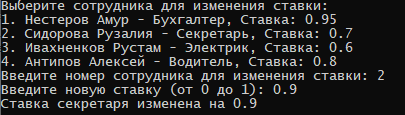 Выберите сотрудника для изменения ставки:
1. Нестеров Амур - Бухгалтер, Ставка: 0.95
2. Сидорова Рузалия - Секретарь, Ставка: 0.7
3. Ивахненков Рустам - Электрик, Ставка: 0.6
4. Антипов Алексей - Водитель, Ставка: 0.8
Введите номер сотрудника для изменения ставки: 2
Введите новую ставку (от 0 до 1): 0.9
Ставка секретаря изменена на 0.9